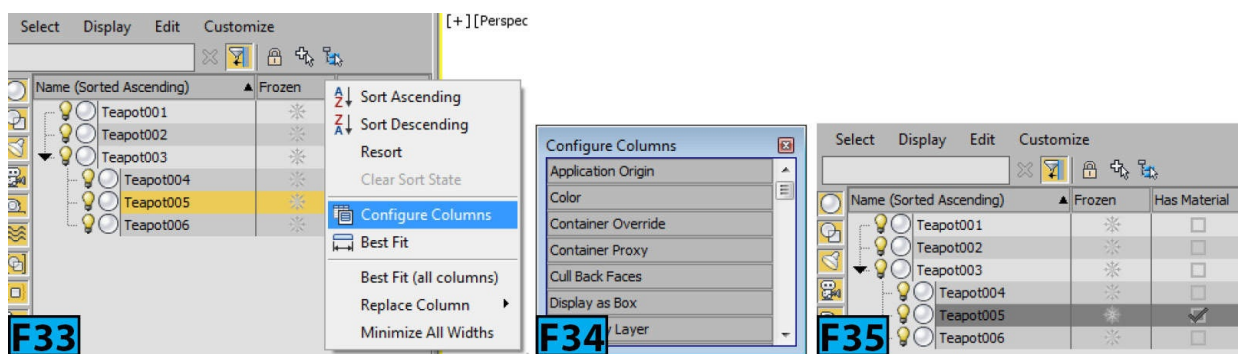 Select Display Edit Customize
[+][Perspec
Name (Sorted Ascending) Frozen
Teapot001
Teapot002
Teapot003
Teapot004
Teapot005
Teapot006
Sort Ascending
Sort Descending
Resort
Clear Sort State
Configure Columns
Best Fit
Best Fit (all columns)
Replace Column
Minimize All Widths
F33
Configure Columns
Application Origin
Color
Container Override
Container Proxy
Cull Back Faces
Display as Box
Layer
F34
Select Display Edit Customize
Name (Sorted Ascending) Frozen Has Material
Teapot001
Teapot002
Teapot003
Teapot004
Teapot005
Teapot006
F35